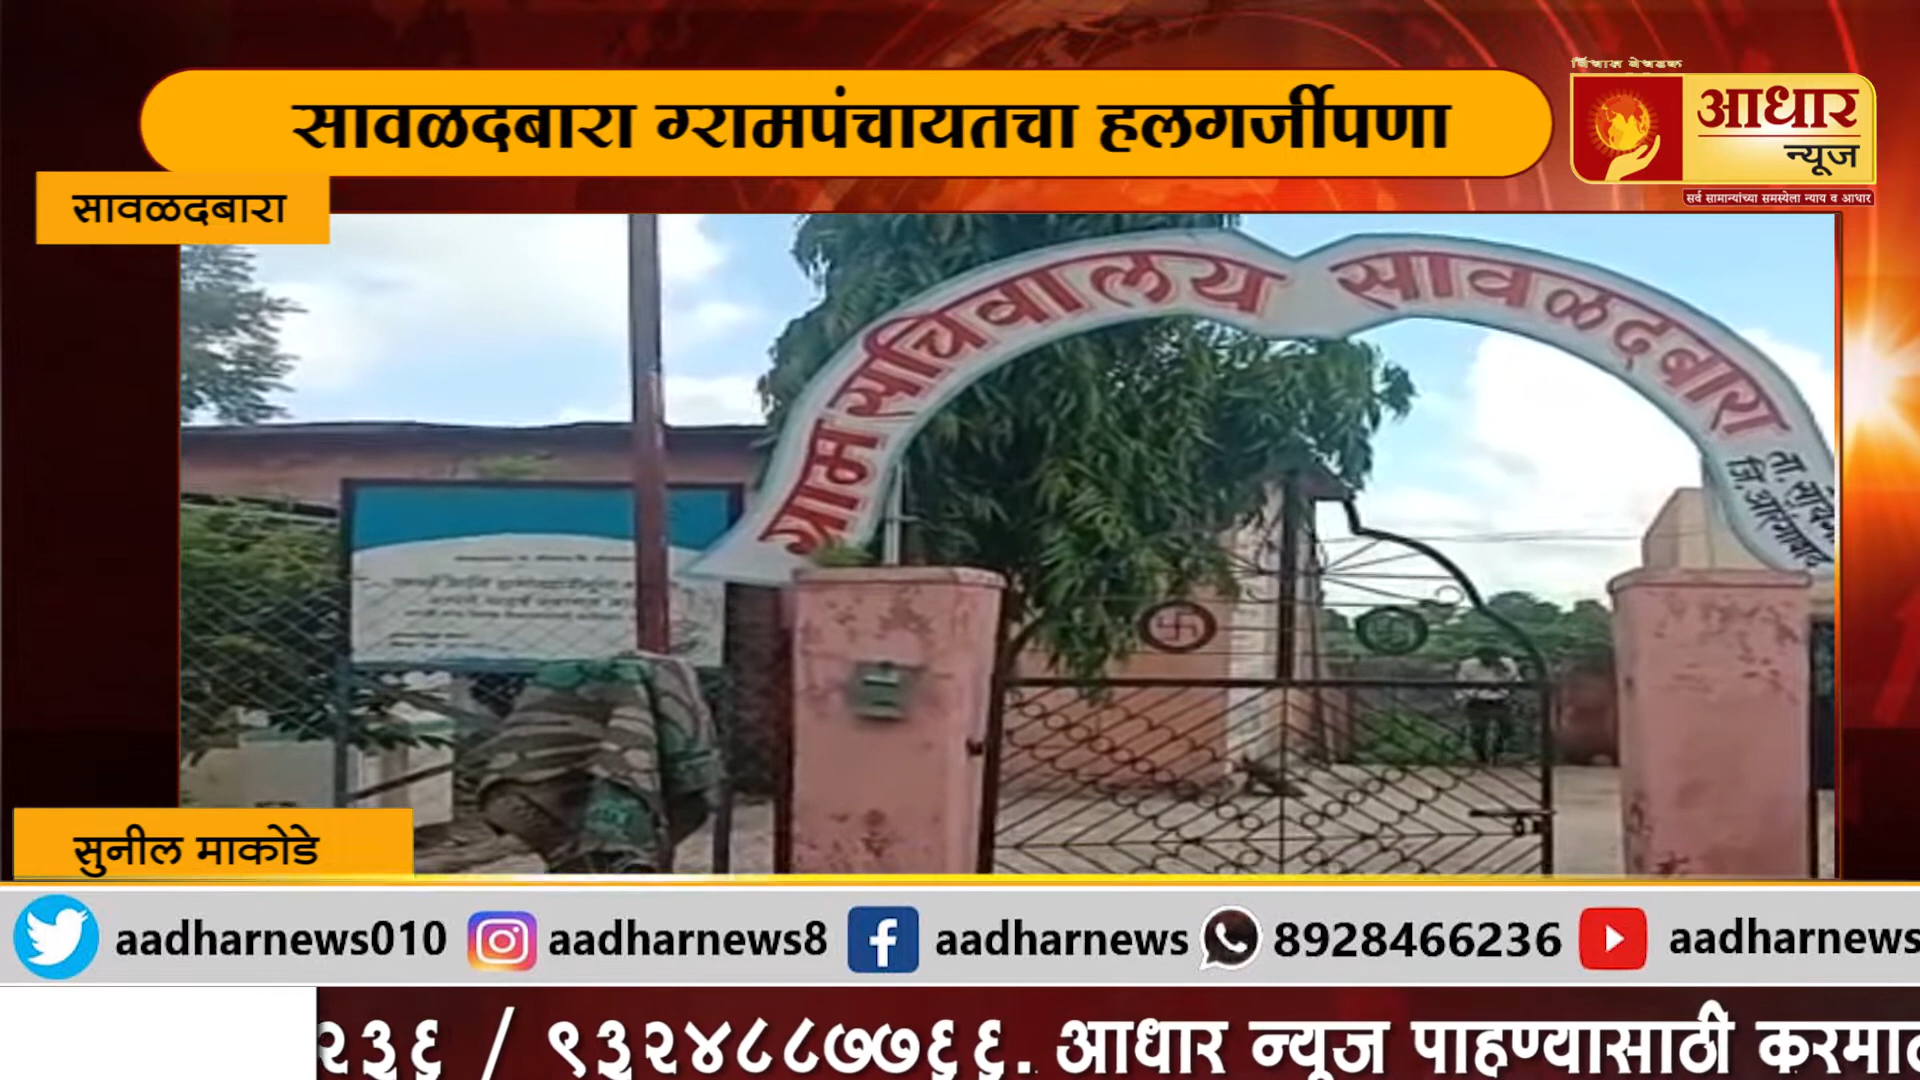 सावळदबारा ग्रामपंचायतचा हलगर्जीपणा
आधार
न्यूज
सर्व सामान्यांच्या समस्येला न्याय व आधार
सावळदबारा
ग्राम सचिवालय सावळदबारा
जि. औरंगाबाद
सुनील माकोडे
aadharnews010 aadharnews8 aadharnews 8928466236 aadharnews
२३६ / ९३२४८८७७६६. आधार न्यूज पाहण्यासाठी